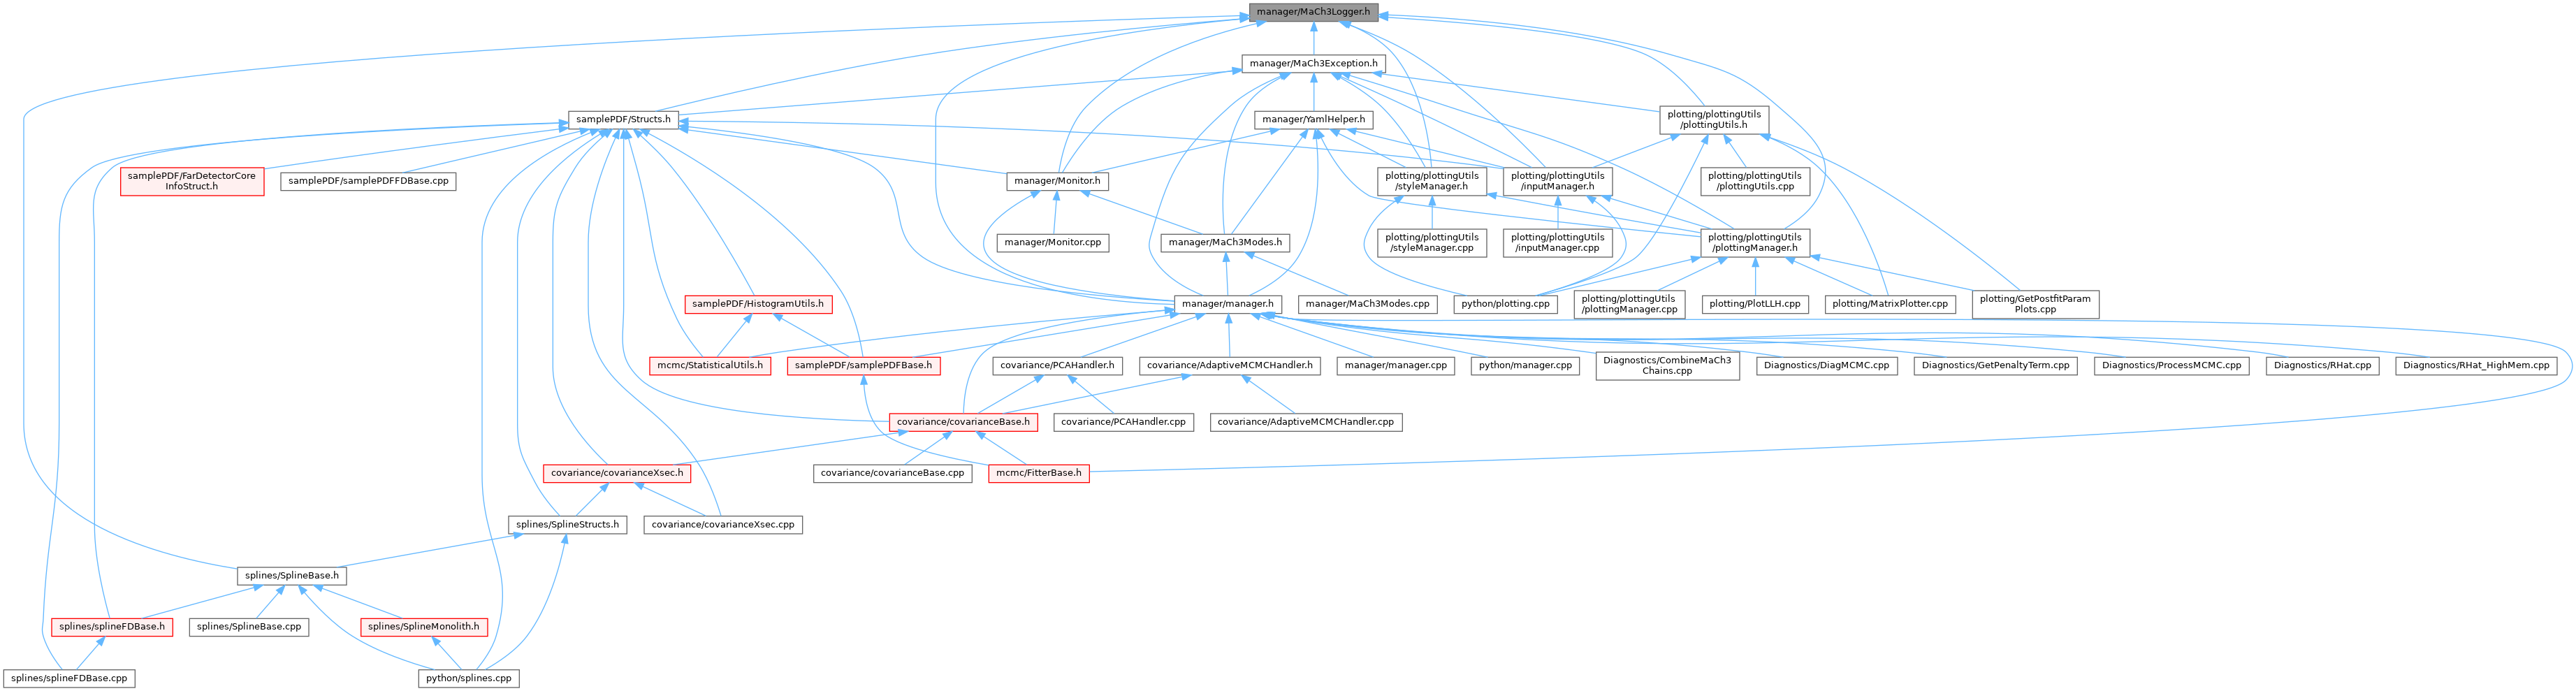 manager/MaCh3Logger.h
manager/MaCh3Exception.h
samplePDF/Structs.h
manager/YamlHelper.h
plotting/plottingUtils
/plottingUtils.h
samplePDF/FarDetectorCore
InfoStruct.h
samplePDF/samplePDFFDBase.cpp
manager/Monitor.h
plotting/plottingUtils
/styleManager.h
plotting/plottingUtils
/inputManager.h
plotting/plottingUtils
/plottingUtils.cpp
manager/Monitor.cpp
manager/MaCh3Modes.h
plotting/plottingUtils
/styleManager.cpp
plotting/plottingUtils
/inputManager.cpp
plotting/plottingUtils
/plottingManager.h
samplePDF/HistogramUtils.h
manager/manager.h
manager/MaCh3Modes.cpp
python/plotting.cpp
plotting/plottingUtils
/plottingManager.cpp
plotting/PlotLLH.cpp
plotting/MatrixPlotter.cpp
plotting/GetPostfitParam
Plots.cpp
mcmc/StatisticalUtils.h
samplePDF/samplePDFBase.h
covariance/PCAHandler.h
covariance/AdaptiveMCMCHandler.h
manager/manager.cpp
python/manager.cpp
Diagnostics/CombineMaCh3
Chains.cpp
Diagnostics/DiagMCMC.cpp
Diagnostics/GetPenaltyTerm.cpp
Diagnostics/ProcessMCMC.cpp
Diagnostics/RHat.cpp
Diagnostics/RHat_HighMem.cpp
covariance/covarianceBase.h
covariance/PCAHandler.cpp
covariance/AdaptiveMCMCHandler.cpp
covariance/covarianceXsec.h
covariance/covarianceBase.cpp
mcmc/FitterBase.h
splines/SplineStructs.h
covariance/covarianceXsec.cpp
splines/SplineBase.h
splines/splineFDBase.h
splines/SplineBase.cpp
splines/SplineMonolith.h
splines/splineFDBase.cpp
python/splines.cpp